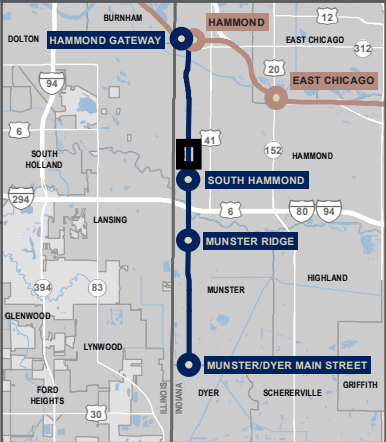 BURNHAM
HAMMOND
12
DOLTON
HAMMOND GATEWAY
EAST CHICAGO
312
20
94
EAST CHICAGO
6
41
152
SOUTH
HOLLAND
HAMMOND
SOUTH HAMMOND
294
6
80
94
LANSING
MUNSTER RIDGE
HIGHLAND
394
83
MUNSTER
GLENWOOD
LYNWOOD
MUNSTER/DYER MAIN STREET
FORD
HEIGHTS
ILLINOIS
INDIANA
DYER
SCHERERVILLE
GRIFFITH
30